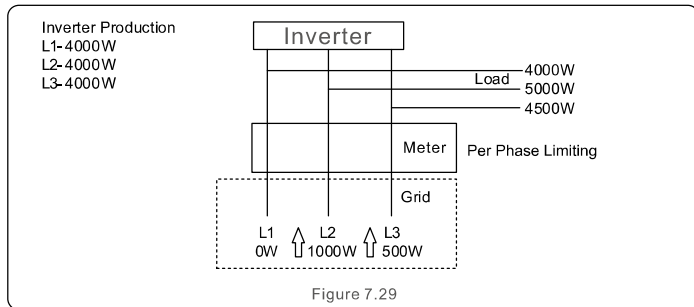 Inverter Production
L1-4000W
L2-4000W
L3-4000W
Inverter
4000W
Load
5000W
4500W
Meter
Per Phase Limiting
Grid
L1 L2 L3
0W 1000W 500W
Figure 7.29